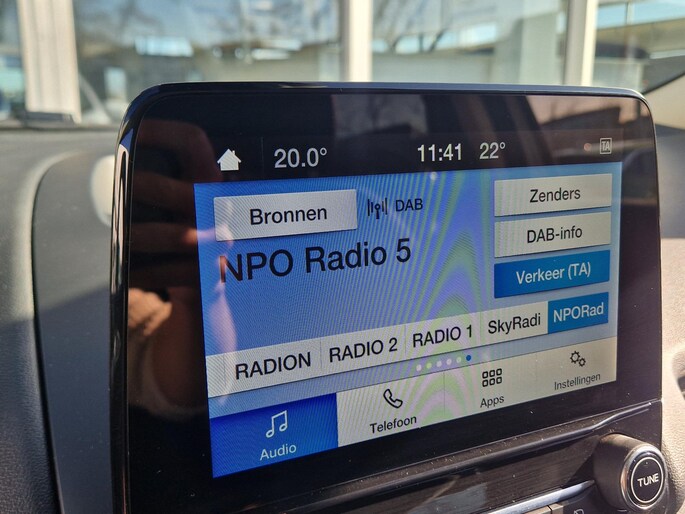 20.0° 11:41 22° TA
Bronnen DAB Zenders
DAB-info
NPO Radio 5
Verkeer (TA)
RADION RADIO 2 RADIO 1 SkyRadi NPORad
Audio Telefoon Apps Instellingen
TUNE